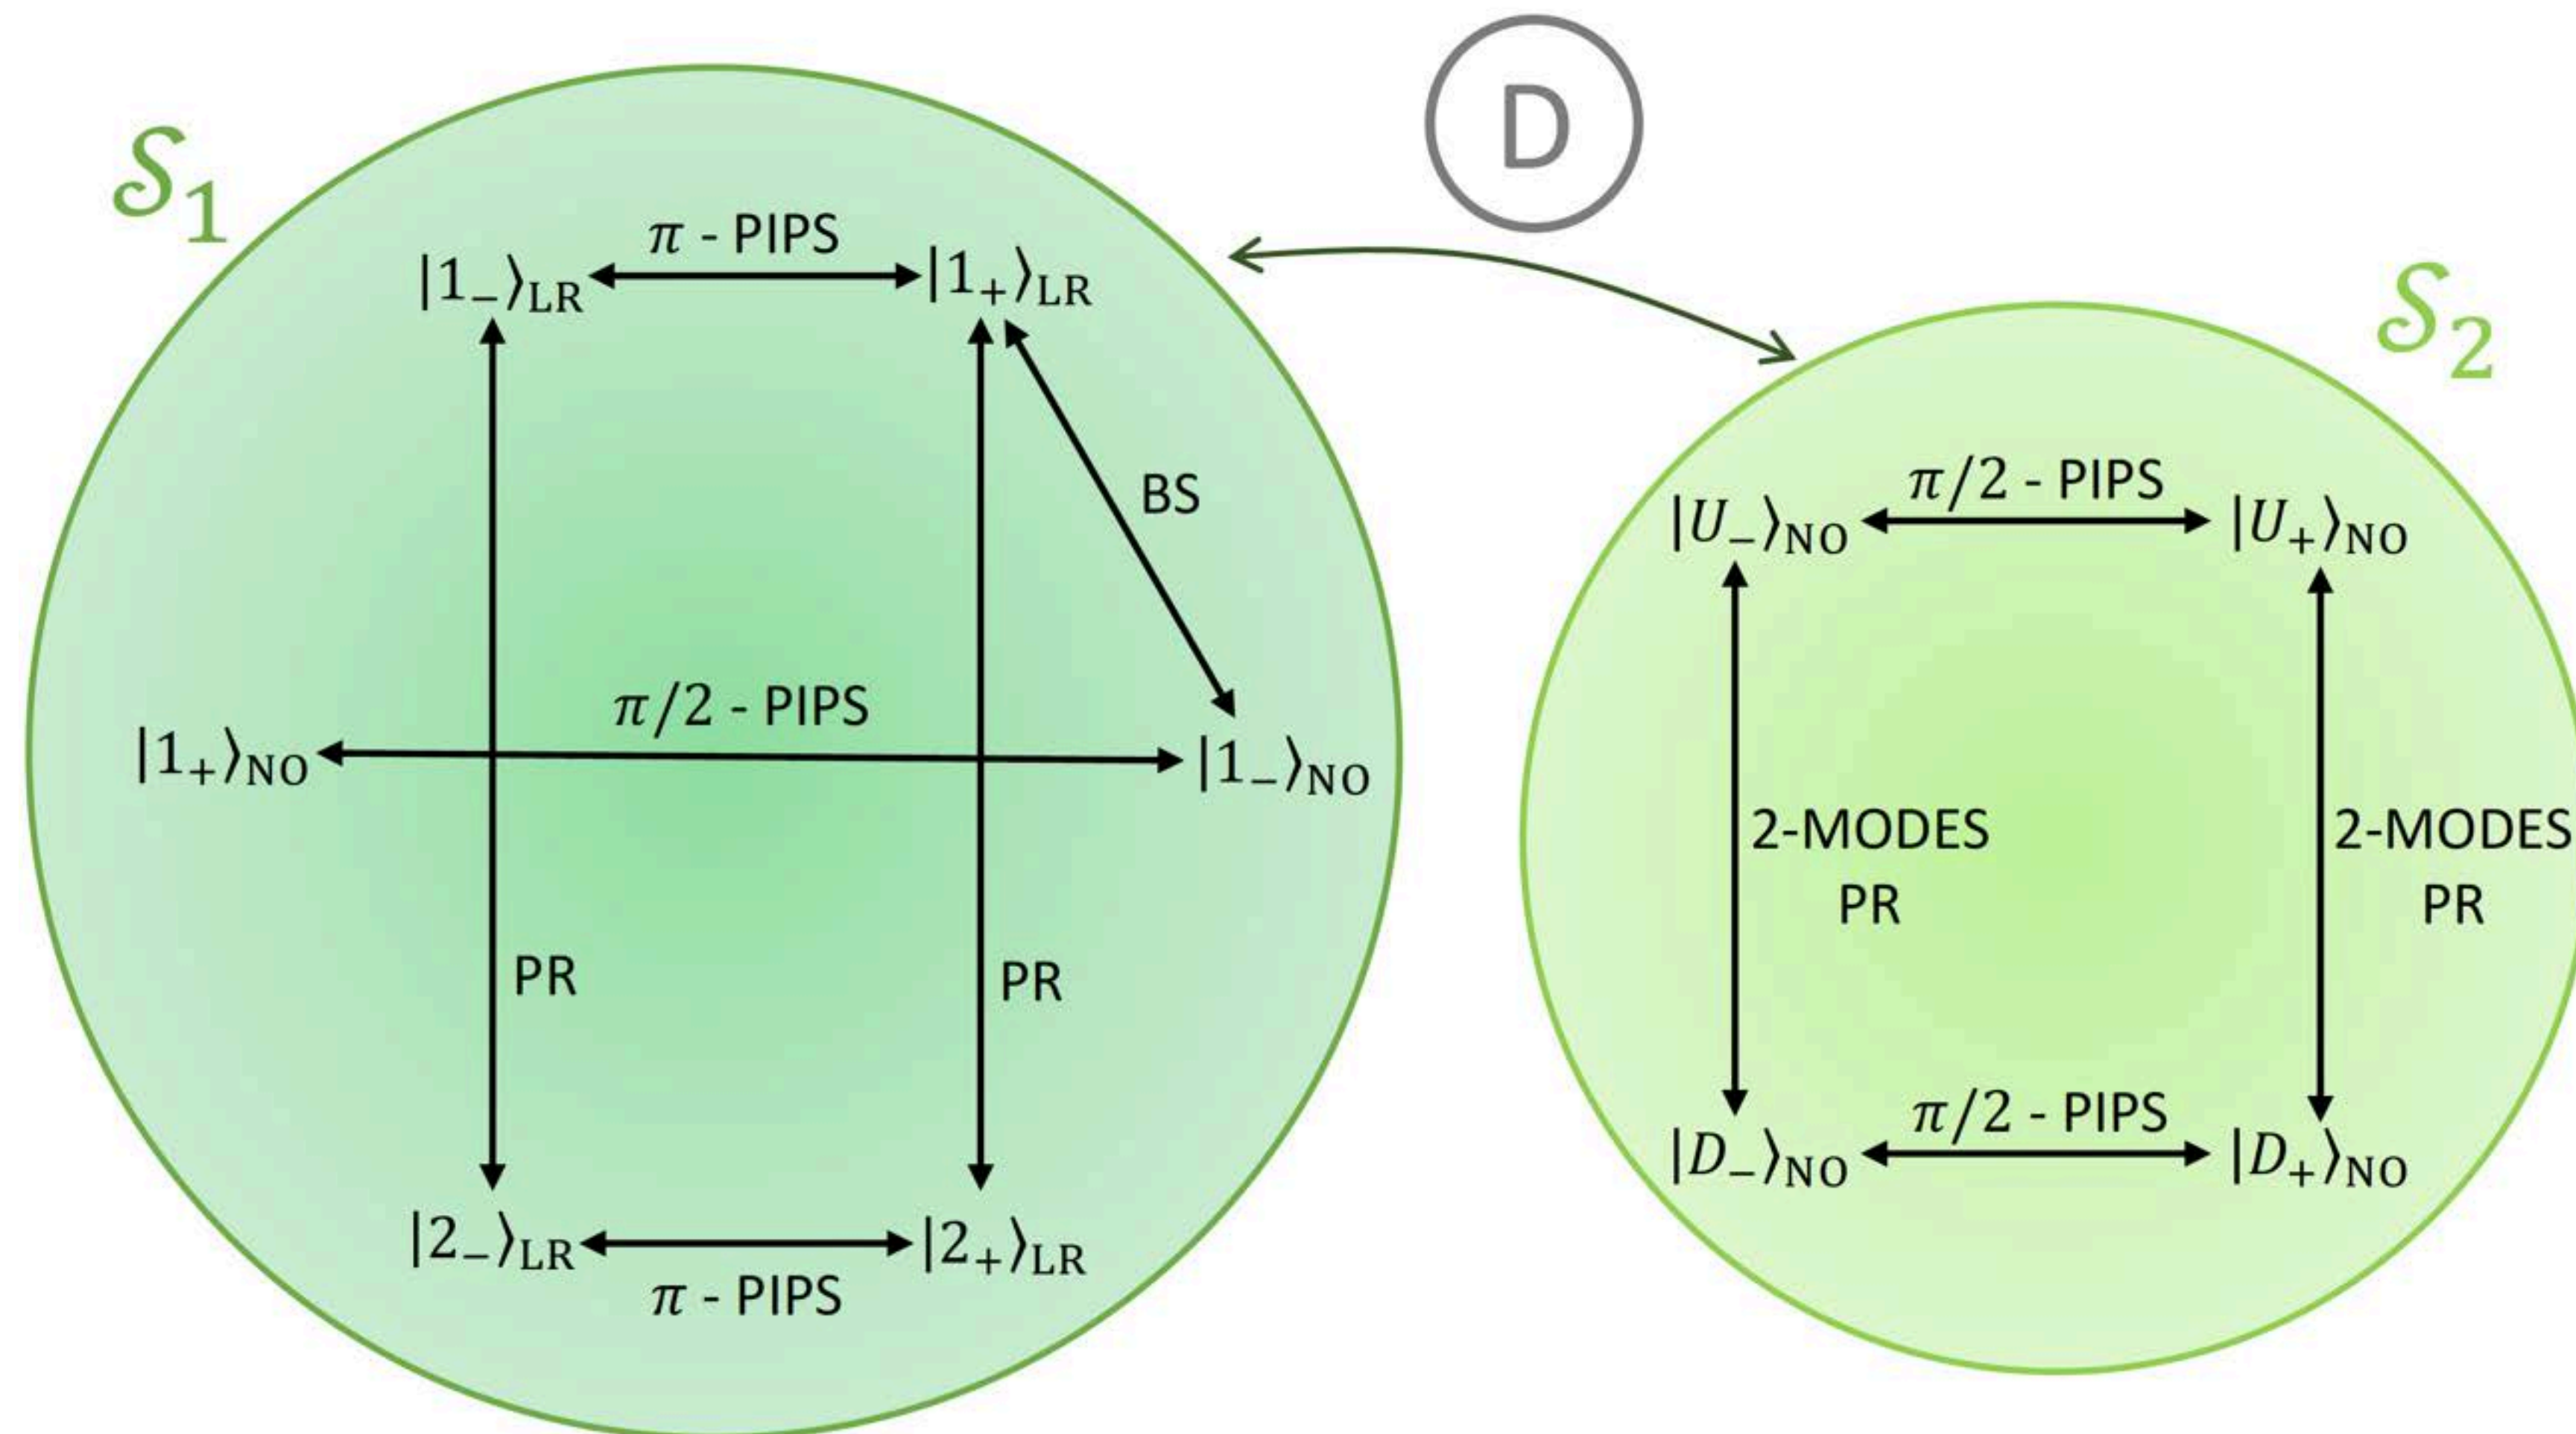 D
𝒮₁
π - PIPS
|1₋⟩LR |1₊⟩LR
BS
π/2 - PIPS
|1₊⟩NO |1₋⟩NO
PR PR
|2₋⟩LR |2₊⟩LR
π - PIPS
𝒮₂
π/2 - PIPS
|U₋⟩NO |U₊⟩NO
2-MODES 2-MODES
PR PR
π/2 - PIPS
|D₋⟩NO |D₊⟩NO